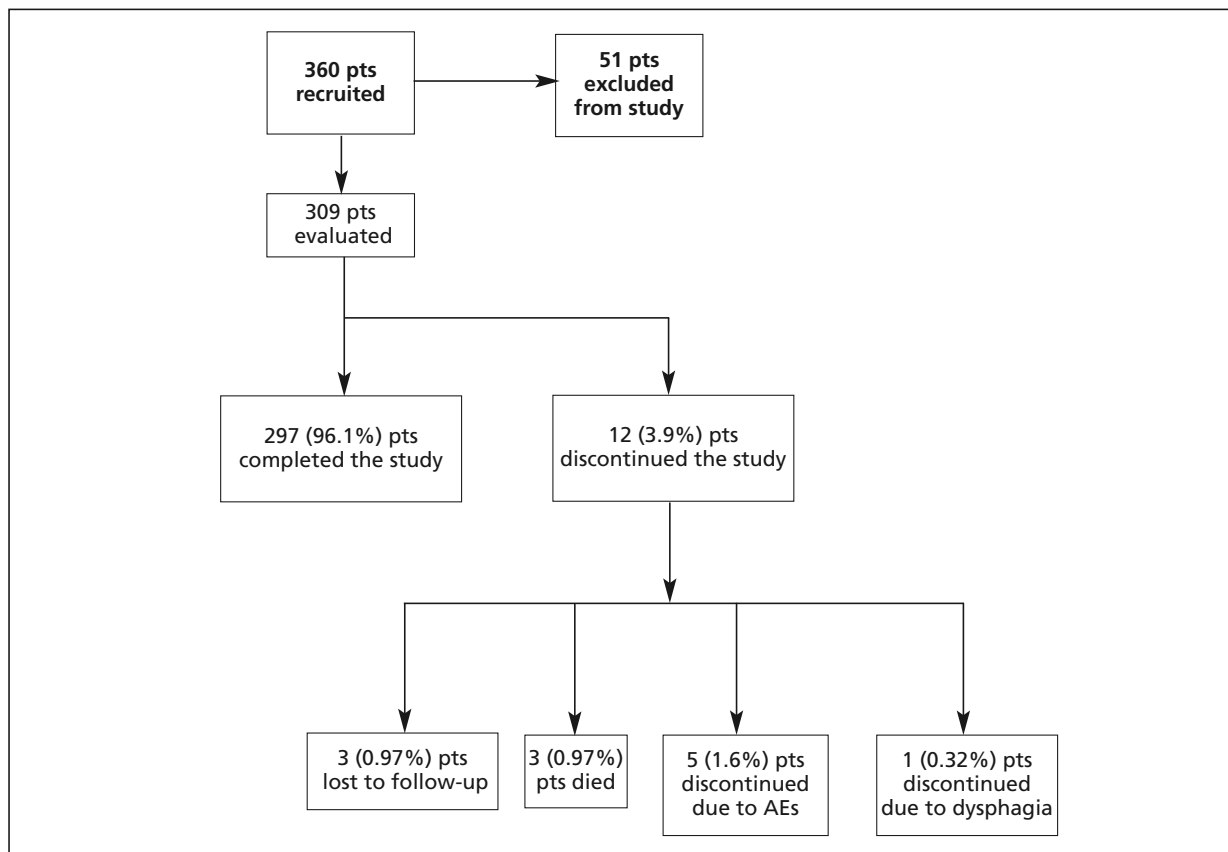 360 pts
recruited
51 pts
excluded
from study
309 pts
evaluated
297 (96.1%) pts
completed the study
12 (3.9%) pts
discontinued the study
3 (0.97%) pts
lost to follow-up
3 (0.97%)
pts died
5 (1.6%) pts
discontinued
due to AEs
1 (0.32%) pts
discontinued
due to dysphagia